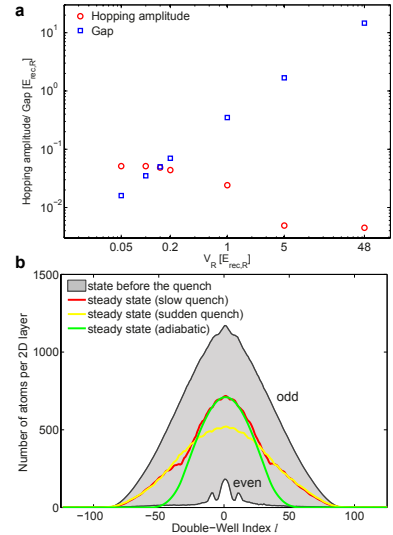 a
Hopping amplitude/ Gap [E_rec,R]
10^1
10^0
10^-1
10^-2
Hopping amplitude
Gap
0.05 0.2 1 5 48
V_R [E_rec,R]
b
Number of atoms per 2D layer
1500
1000
500
0
state before the quench
steady state (slow quench)
steady state (sudden quench)
steady state (adiabatic)
odd
even
−100 −50 0 50 100
Double−Well Index l